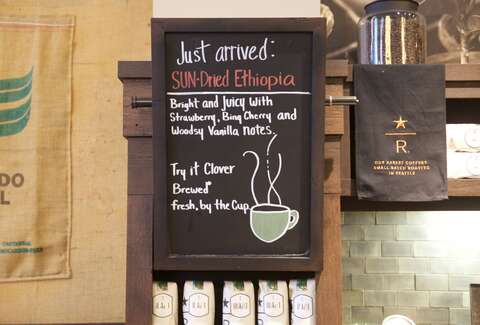 Just arrived:
SUN-Dried Ethiopia
Bright and Juicy with
Strawberry, Bing Cherry and
Woodsy Vanilla notes.
Try it Clover
Brewed®
fresh, by the Cup.
R
OUR RAREST COFFEES
SMALL-BATCH ROASTED
IN SEATTLE
DO
L